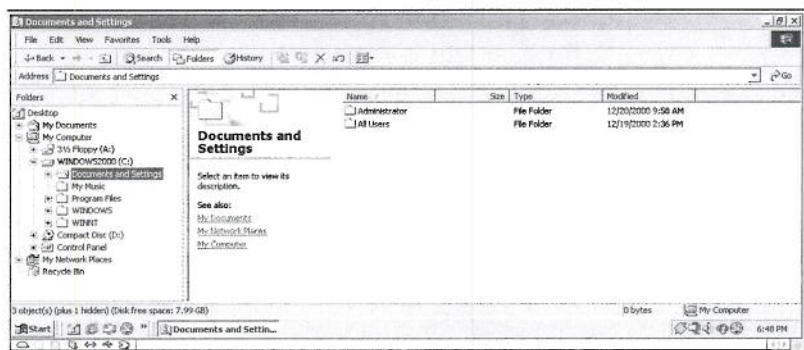 Documents and Settings
File Edit View Favorites Tools Help
Back Search Folders History
Address Documents and Settings Go
Folders
Desktop
My Documents
My Computer
3½ Floppy (A:)
WINDOWS2000 (C:)
Documents and Settings
My Music
Program Files
WINDOWS
WINNT
Compact Disc (D:)
Control Panel
My Network Places
Recycle Bin
Documents and Settings
Select an item to view its
description.
See also:
My Documents
My Network Places
My Computer
Name Size Type Modified
Administrator File Folder 12/20/2000 9:58 AM
All Users File Folder 12/19/2000 2:36 PM
3 object(s) (plus 1 hidden) (Disk free space: 7.99 GB) 0 bytes My Computer
Start Documents and Settin... 6:48 PM